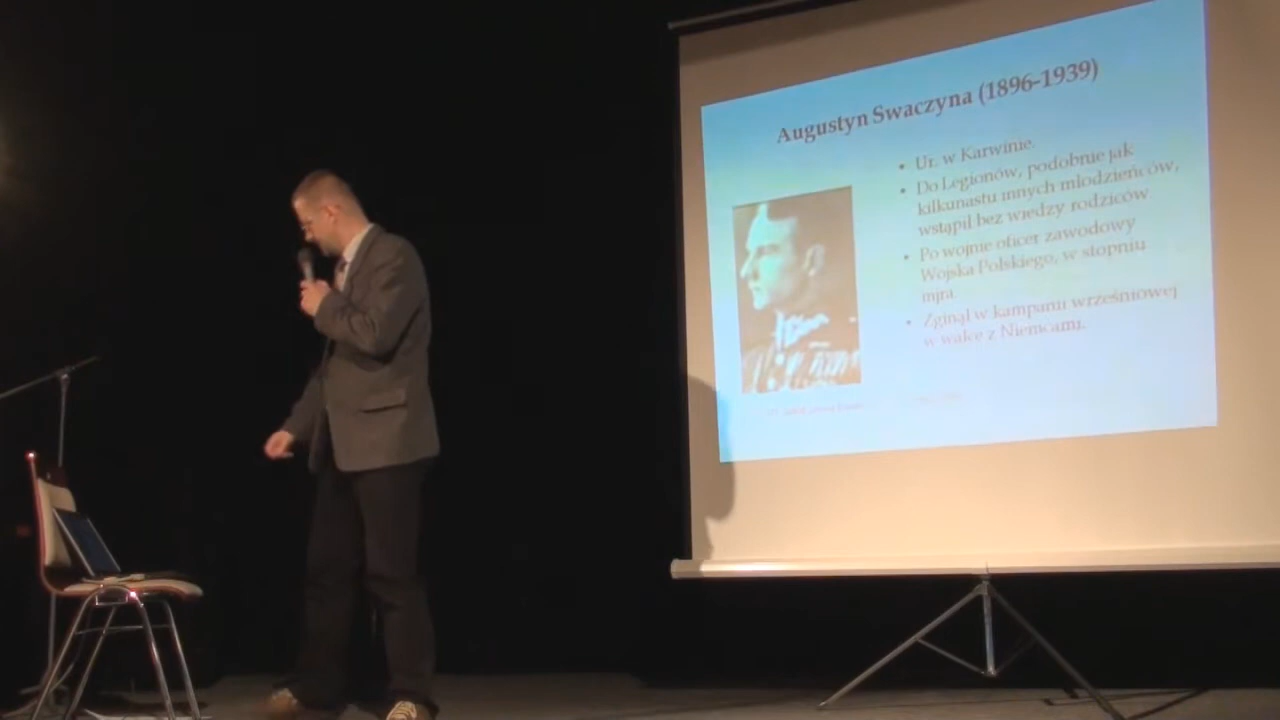 Augustyn Swaczyna (1896-1939)
• Ur. w Karwinie.
• Do Legionów, podobnie jak
kilkunastu innych młodzieńców,
wstąpił bez wiedzy rodziców
• Po wojnie oficer zawodowy
Wojska Polskiego, w stopniu
mjra.
• Zginął w kampanii wrześniowej
w walce z Niemcami.